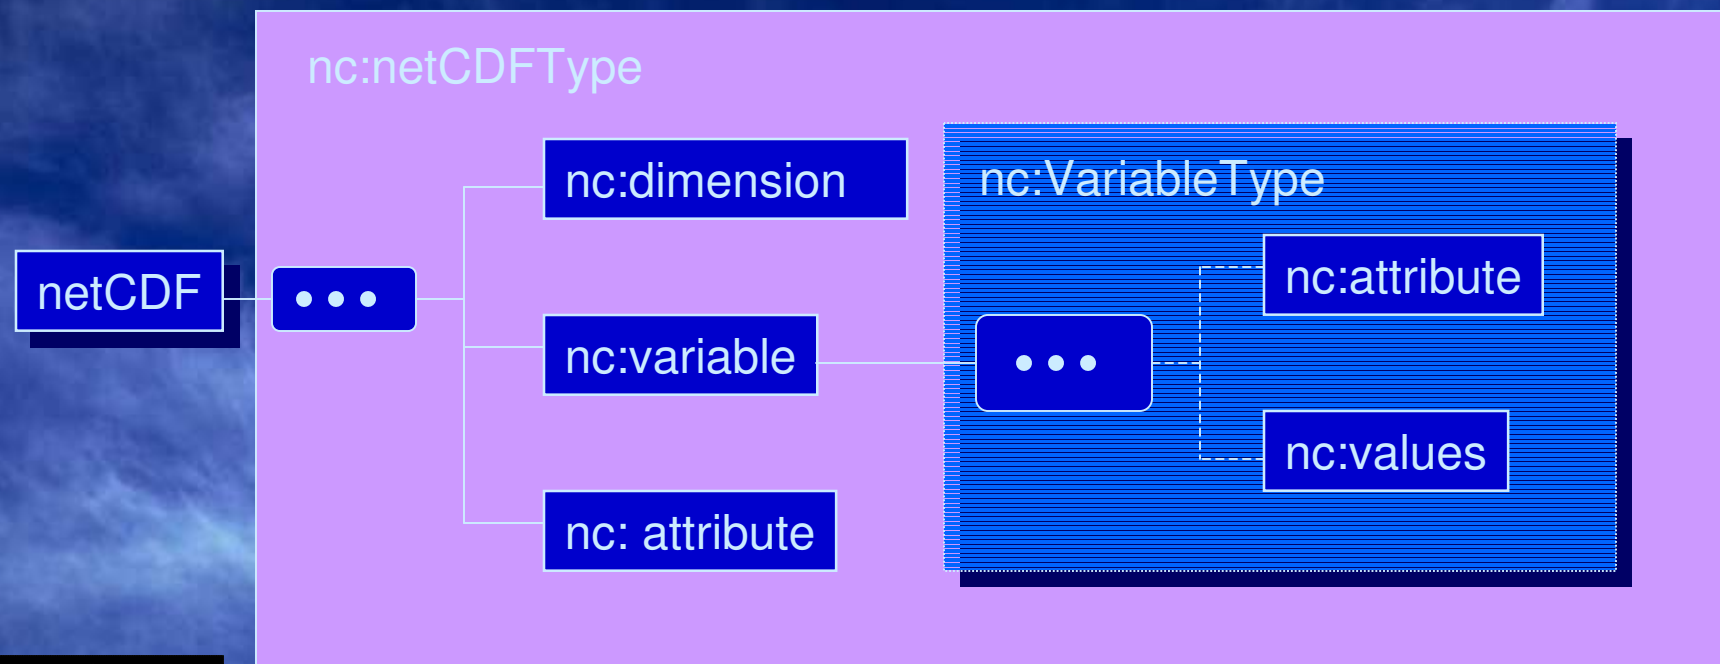 nc:netCDFType
nc:dimension
nc:VariableType
netCDF
nc:attribute
nc:variable
nc:values
nc: attribute